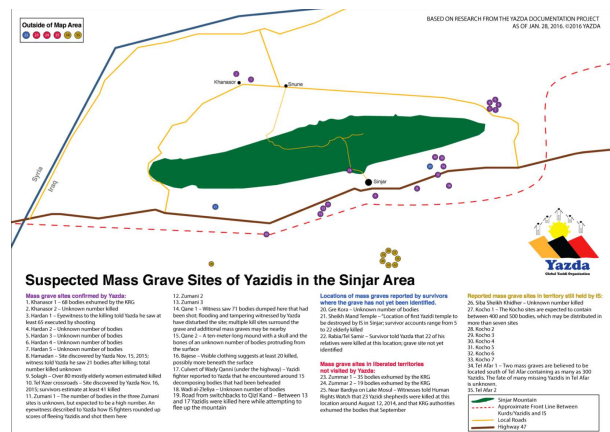 Outside of Map Area
BASED ON RESEARCH FROM THE YAZDA DOCUMENTATION PROJECT
AS OF JAN. 28, 2016. ©2016 YAZDA
Khanasor
Snune
Syria
Iraq
Sinjar
Yazda
Global Yazidi Organization
Suspected Mass Grave Sites of Yazidis in the Sinjar Area
Mass grave sites confirmed by Yazda:
1. Khanasor 1 – 68 bodies exhumed by the KRG
2. Khanasor 2 – Unknown number killed
3. Hardan 1 – Eyewitness to the killing told Yazda he saw at
least 65 executed by shooting
4. Hardan 2 – Unknown number of bodies
5. Hardan 3 – Unknown number of bodies
6. Hardan 4 – Unknown number of bodies
7. Hardan 5 – Unknown number of bodies
8. Hamadan – Site discovered by Yazda Nov. 15, 2015;
witness told Yazda he saw 21 bodies after killing; total
number killed unknown
9. Solagh – Over 80 mostly elderly women estimated killed
10. Tel Yazer crossroads – Site discovered by Yazda Nov. 16,
2015; survivors estimate at least 41 killed
11. Zumani 1 – The number of bodies in the three Zumani
sites is unknown, but expected to be a high number. An
eyewitness described to Yazda how IS fighters rounded up
scores of fleeing Yazidis and shot them here
12. Zumani 2
13. Zumani 3
14. Qane 1 – Witness saw 71 bodies dumped here that had
been shot; flooding and tampering witnessed by Yazda
have disturbed the site; multiple kill sites surround the
grave and additional mass graves may be nearby
15. Qane 2 – A ten-meter-long mound with a skull and the
bones of an unknown number of bodies protruding from
the surface
16. Bajese – Visible clothing suggests at least 20 killed,
possibly more beneath the surface
17. Culvert of Wady Qamsi (under the highway) – Yazidi
fighter reported to Yazda that he encountered around 15
decomposing bodies that had been beheaded
18. Wadi al-Zieliya – Unknown number of bodies
19. Road from switchbacks to Qizil Kand – Between 13
and 17 Yazidis were killed here while attempting to
flee up the mountain
Locations of mass graves reported by survivors
where the grave has not yet been identified.
20. Gre Kora – Unknown number of bodies
21. Sheikh Maod Temple – Location of first Yazidi temple to
be destroyed by IS in Sinjar; survivor accounts range from 5
to 22 elderly killed
22. Rabia/Tel Samir – Survivor told Yazda that 22 of his
relatives were killed at this location; grave site not yet
identified
Mass grave sites in liberated territories
not visited by Yazda:
23. Zummar 1 – 35 bodies exhumed by the KRG
24. Zummar 2 – 19 bodies exhumed by the KRG
25. Near Bardiya on Lake Mosul – Witnesses told Human
Rights Watch that 23 Yazidi shepherds were killed at this
location around August 12, 2014, and that KRG authorities
exhumed the bodies that September
Reported mass grave sites in territory still held by IS:
26. Siba Sheikh Khidher – Unknown number killed
27. Kocho 1 – The Kocho sites are expected to contain
between 400 and 500 bodies, which may be distributed in
more than seven sites
28. Kocho 2
29. Kocho 3
30. Kocho 4
31. Kocho 5
32. Kocho 6
33. Kocho 7
34. Tel Afar 1 – Two mass graves are believed to be
located south of Tel Afar containing as many as 300
Yazidis. The fate of many missing Yazidis in Tel Afar
is unknown.
35. Tel Afar 2
Sinjar Mountain
Approximate Front Line Between
Kurds/Yazidis and IS
Local Roads
Highway 47